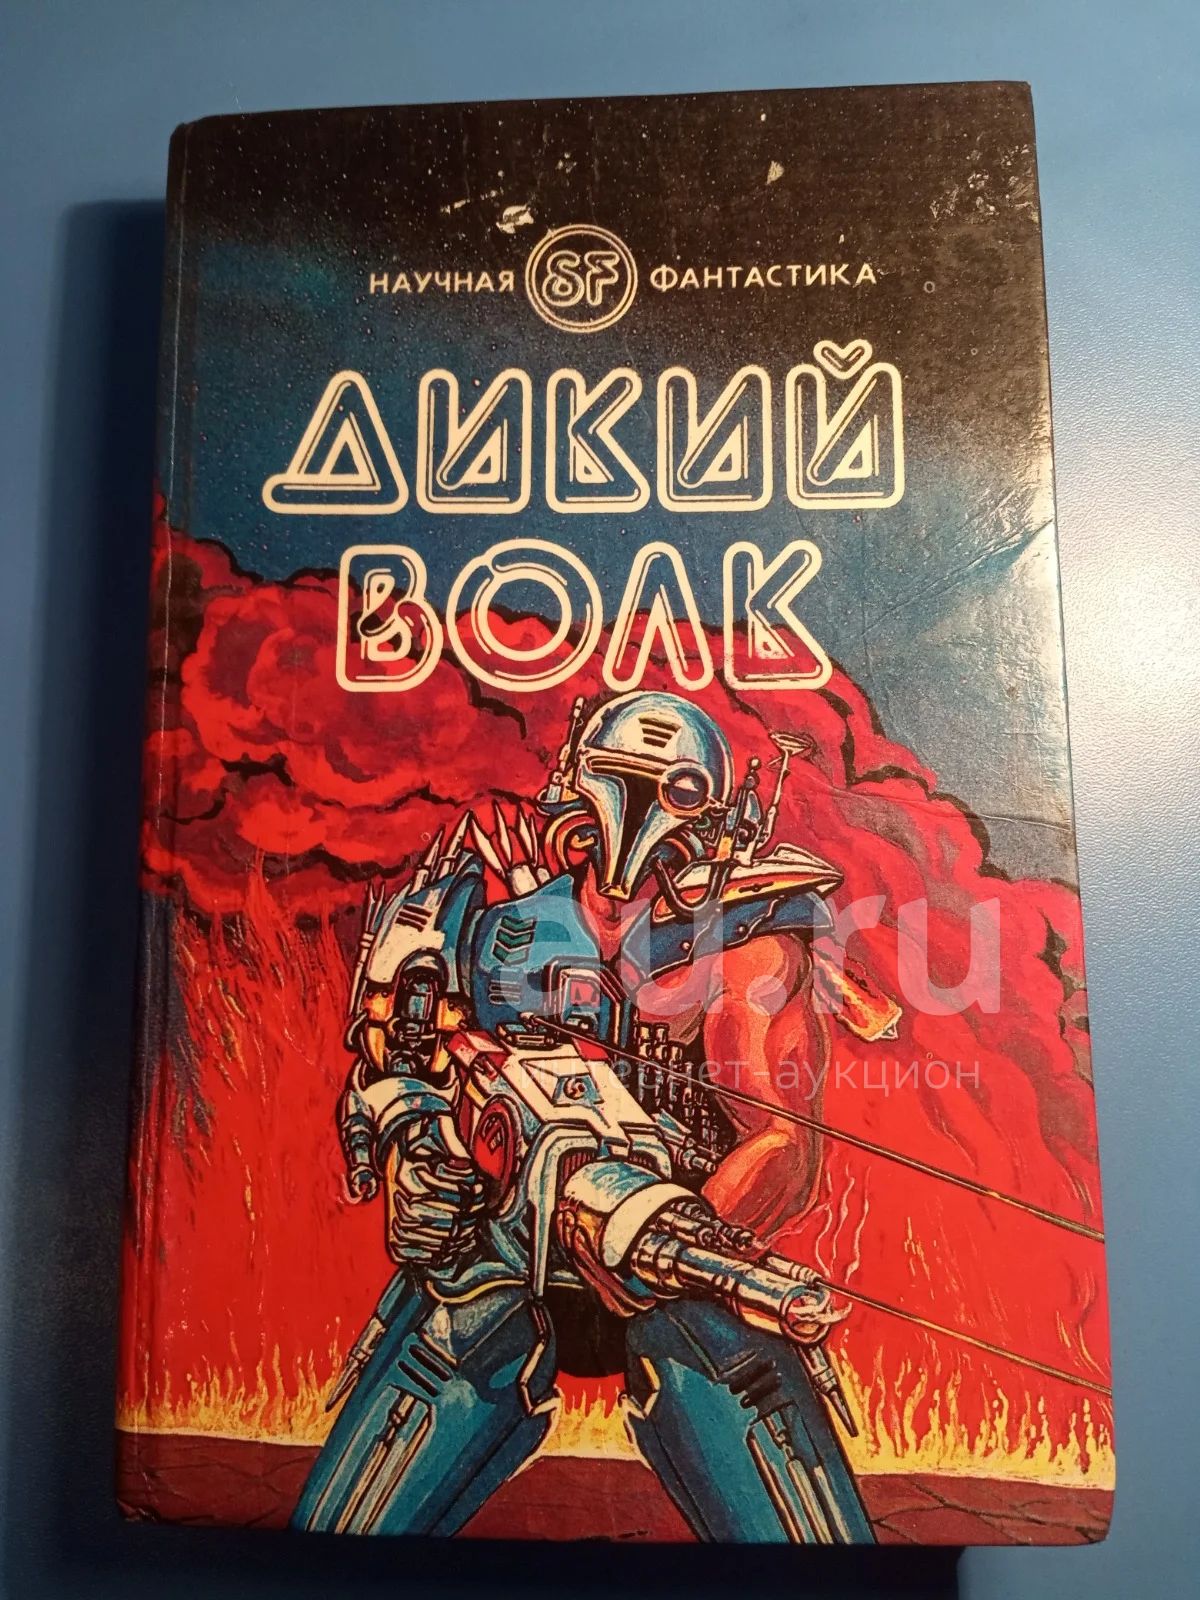 НАУЧНАЯ SF ФАНТАСТИКА
ДИКИЙ
ВОЛК
au.ru
интернет-аукцион